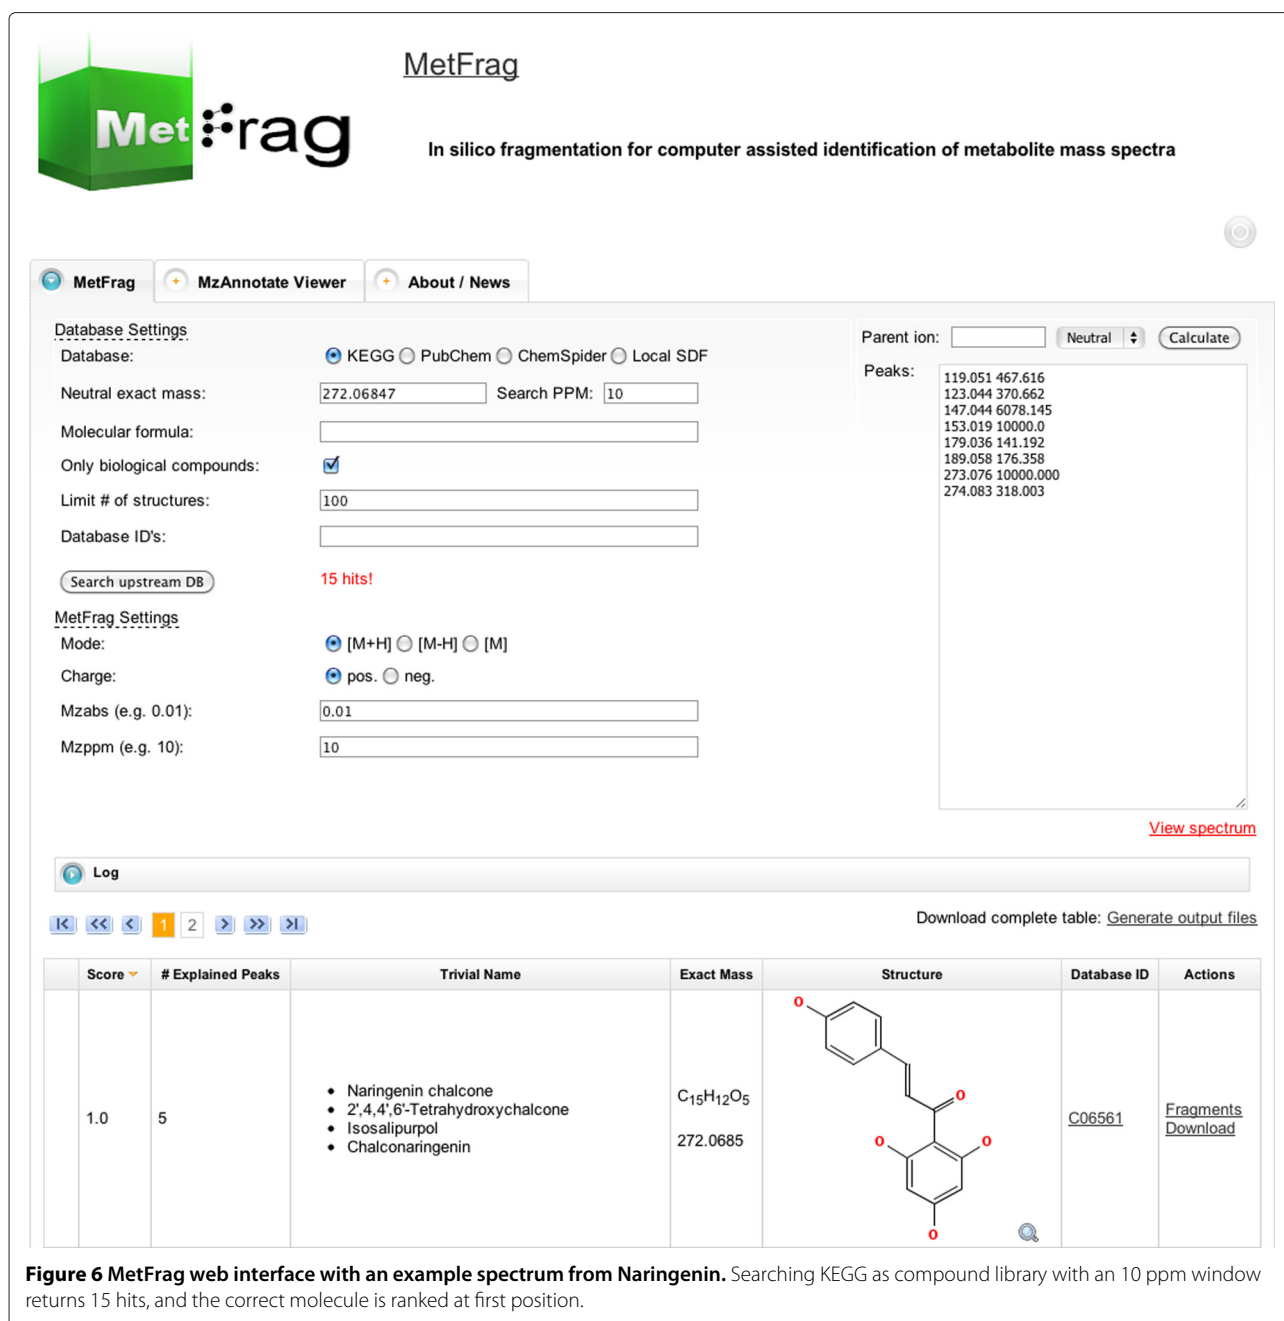 Met Frag
MetFrag
In silico fragmentation for computer assisted identification of metabolite mass spectra
MetFrag
MzAnnotate Viewer
About / News
Database Settings
Database: KEGG PubChem ChemSpider Local SDF
Neutral exact mass: 272.06847 Search PPM: 10
Molecular formula:
Only biological compounds:
Limit # of structures: 100
Database ID's:
Search upstream DB 15 hits!
MetFrag Settings
Mode: [M+H] [M-H] [M]
Charge: pos. neg.
Mzabs (e.g. 0.01): 0.01
Mzppm (e.g. 10): 10
Parent ion: Neutral Calculate
Peaks:
119.051 467.616
123.044 370.662
147.044 6078.145
153.019 10000.0
179.036 141.192
189.058 176.358
273.076 10000.000
274.083 318.003
View spectrum
Log
1 2
Download complete table: Generate output files
Score # Explained Peaks Trivial Name Exact Mass Structure Database ID Actions
1.0 5
• Naringenin chalcone
• 2',4,4',6'-Tetrahydroxychalcone
• Isosalipurpol
• Chalconaringenin
C15H12O5
272.0685
O
O
O
O
O
C06561
Fragments
Download
Figure 6 MetFrag web interface with an example spectrum from Naringenin. Searching KEGG as compound library with an 10 ppm window
returns 15 hits, and the correct molecule is ranked at first position.